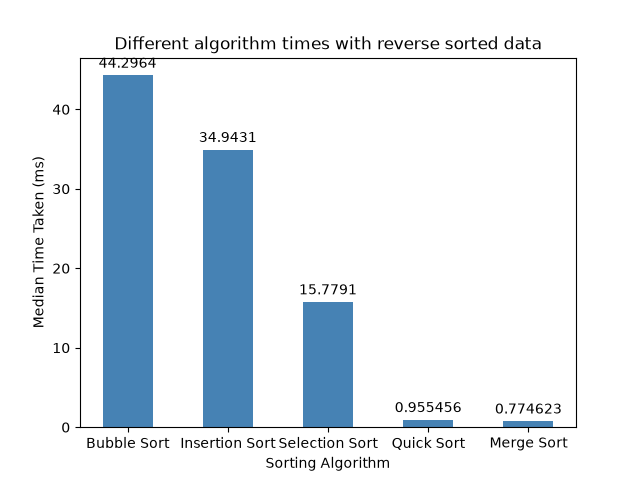 Different algorithm times with reverse sorted data
44.2964
34.9431
15.7791
0.955456
0.774623
40
30
20
10
0
Median Time Taken (ms)
Bubble Sort Insertion Sort Selection Sort Quick Sort Merge Sort
Sorting Algorithm